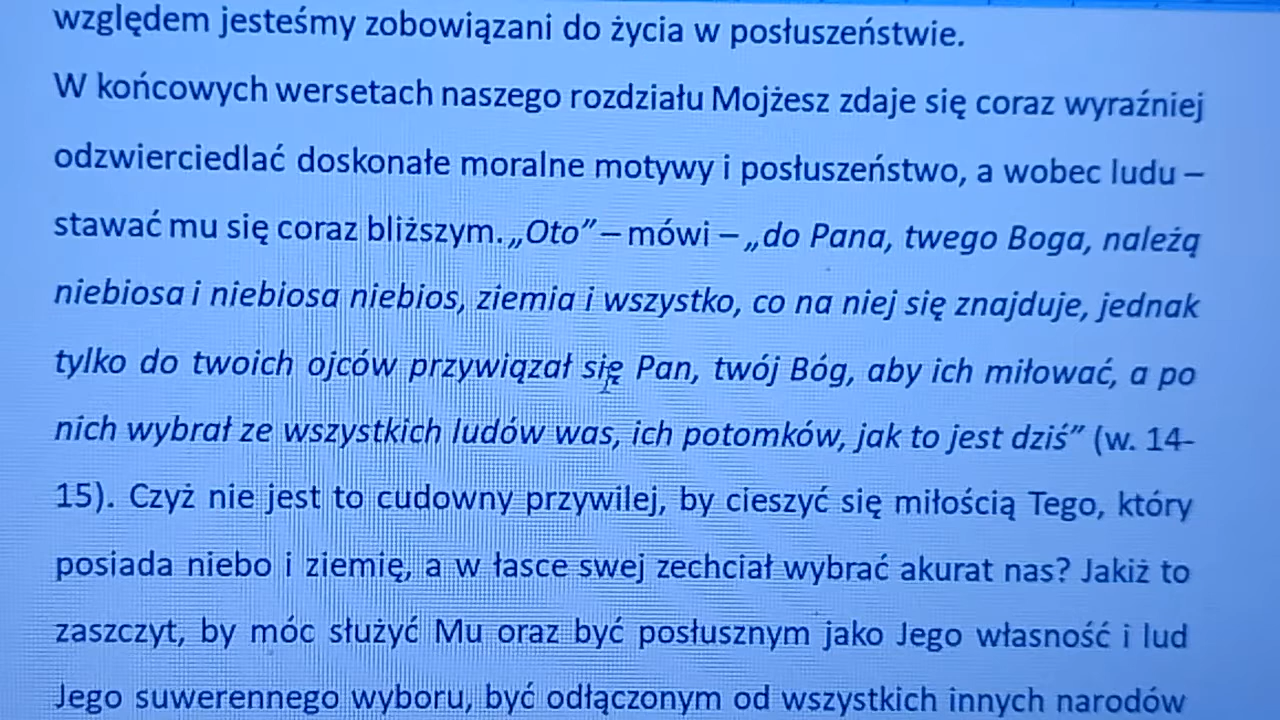 względem jesteśmy zobowiązani do życia w posłuszeństwie.
W końcowych wersetach naszego rozdziału Mojżesz zdaje się coraz wyraźniej
odzwierciedlać doskonałe moralne motywy i posłuszeństwo, a wobec ludu –
stawać mu się coraz bliższym. „Oto” – mówi – „do Pana, twego Boga, należą
niebiosa i niebiosa niebios, ziemia i wszystko, co na niej się znajduje, jednak
tylko do twoich ojców przywiązał się Pan, twój Bóg, aby ich miłować, a po
nich wybrał ze wszystkich ludów was, ich potomków, jak to jest dziś” (w. 14-
15). Czyż nie jest to cudowny przywilej, by cieszyć się miłością Tego, który
posiada niebo i ziemię, a w łasce swej zechciał wybrać akurat nas? Jakiż to
zaszczyt, by móc służyć Mu oraz być posłusznym jako Jego własność i lud
Jego suwerennego wyboru, być odłączonym od wszystkich innych narodów